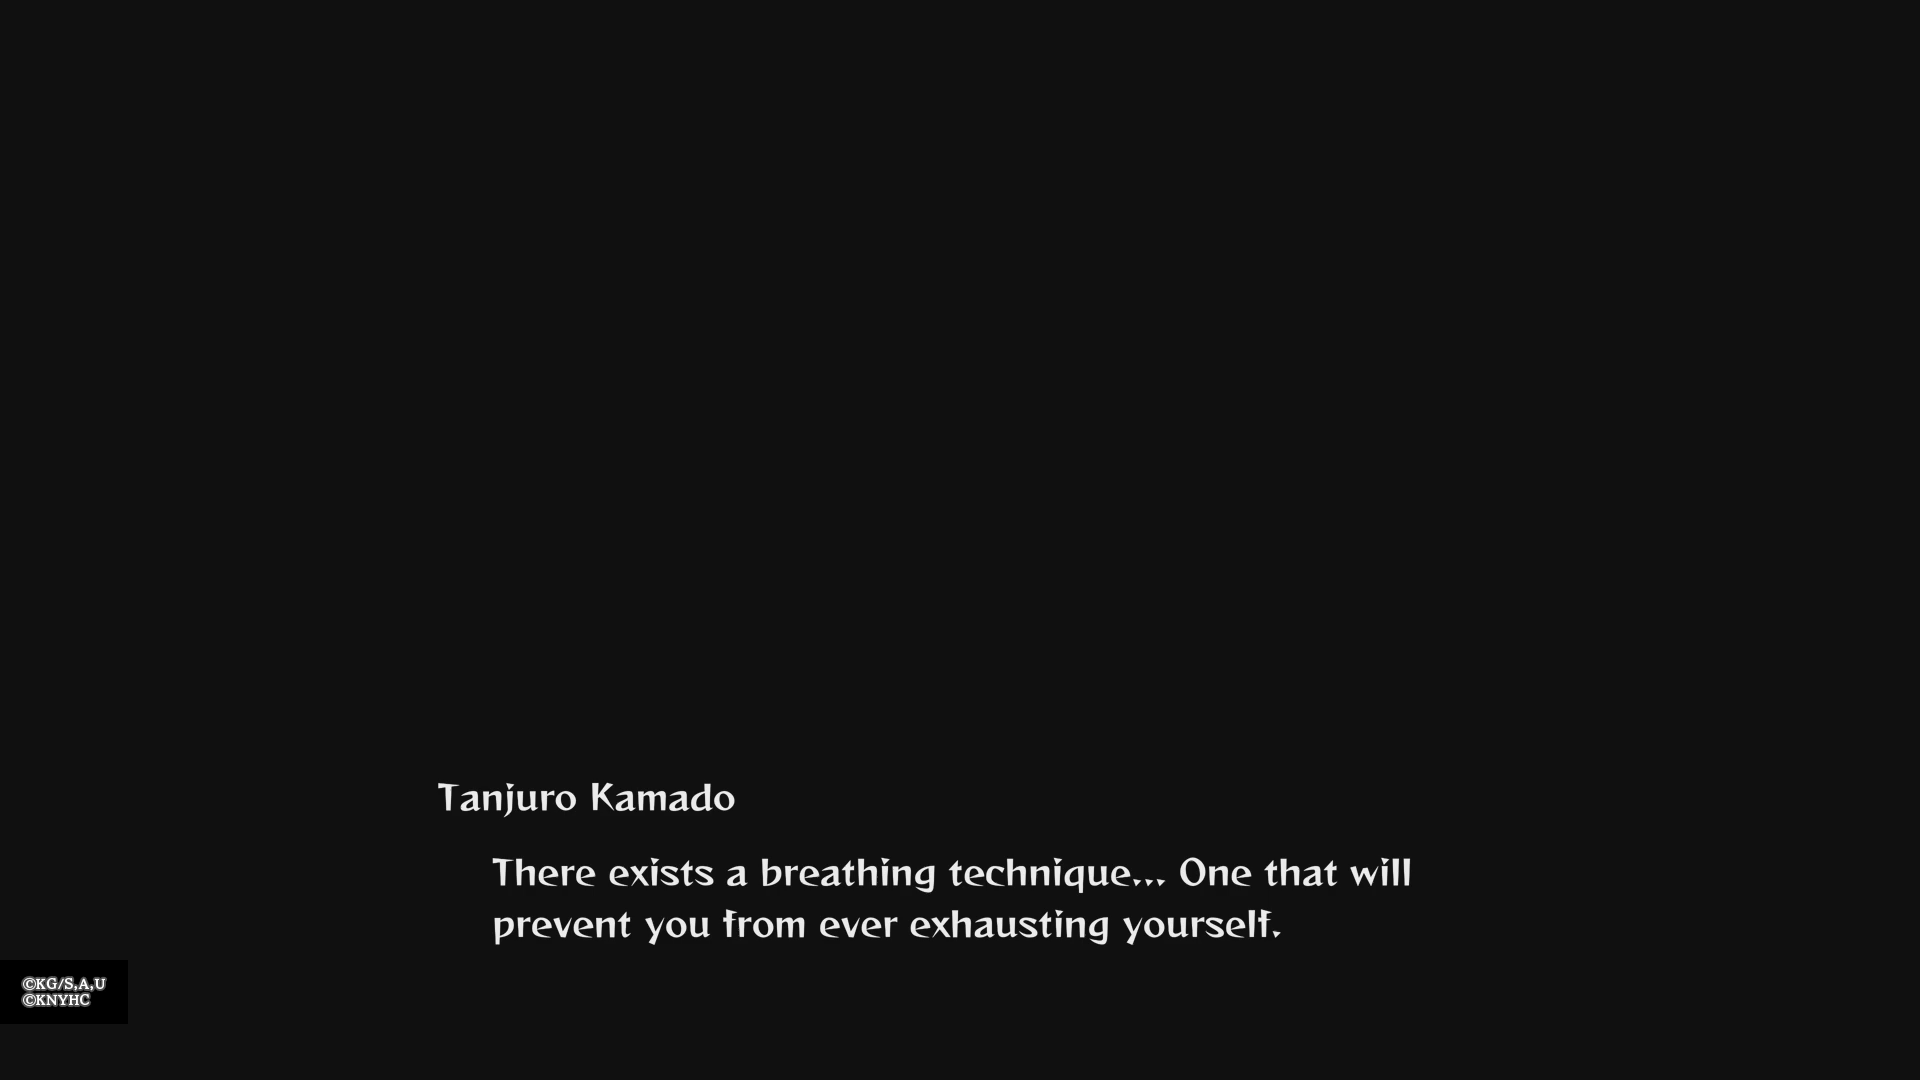 Tanjuro Kamado
There exists a breathing technique... One that will
prevent you from ever exhausting yourself.
©KG/S,A,U
©KNYHC